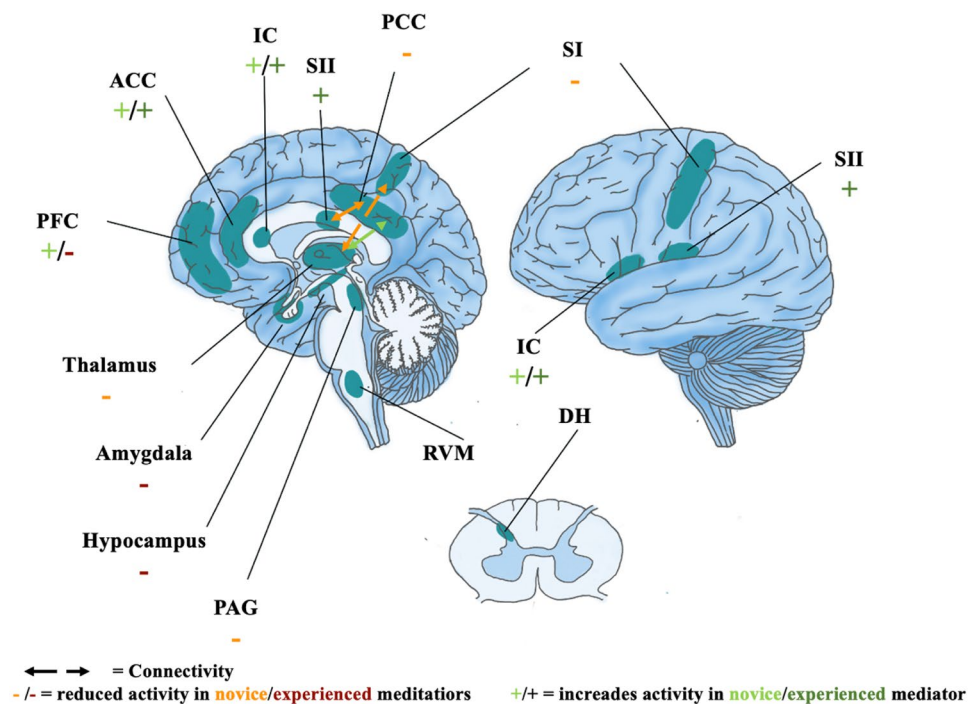 PCC
-
IC
+/+
SII
+
SI
-
ACC
+/+
SII
+
PFC
+/-
IC
+/+
Thalamus
-
DH
Amygdala
-
RVM
Hypocampus
-
PAG
-
= Connectivity
- /- = reduced activity in novice/experienced meditatiors
+/+ = increades activity in novice/experienced mediator